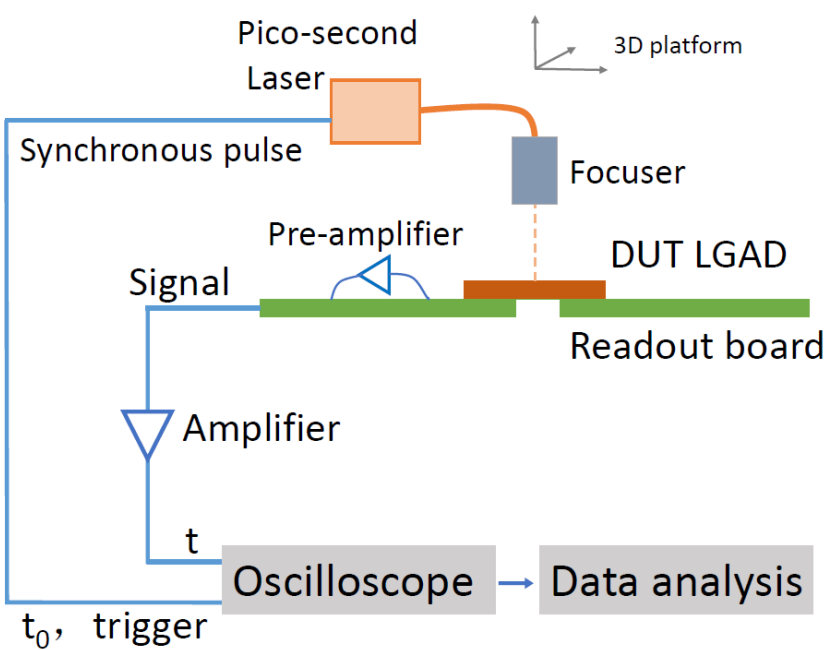 Pico-second
Laser
3D platform
Synchronous pulse
Focuser
Pre-amplifier
DUT LGAD
Signal
Readout board
Amplifier
t
Oscilloscope
Data analysis
t₀, trigger